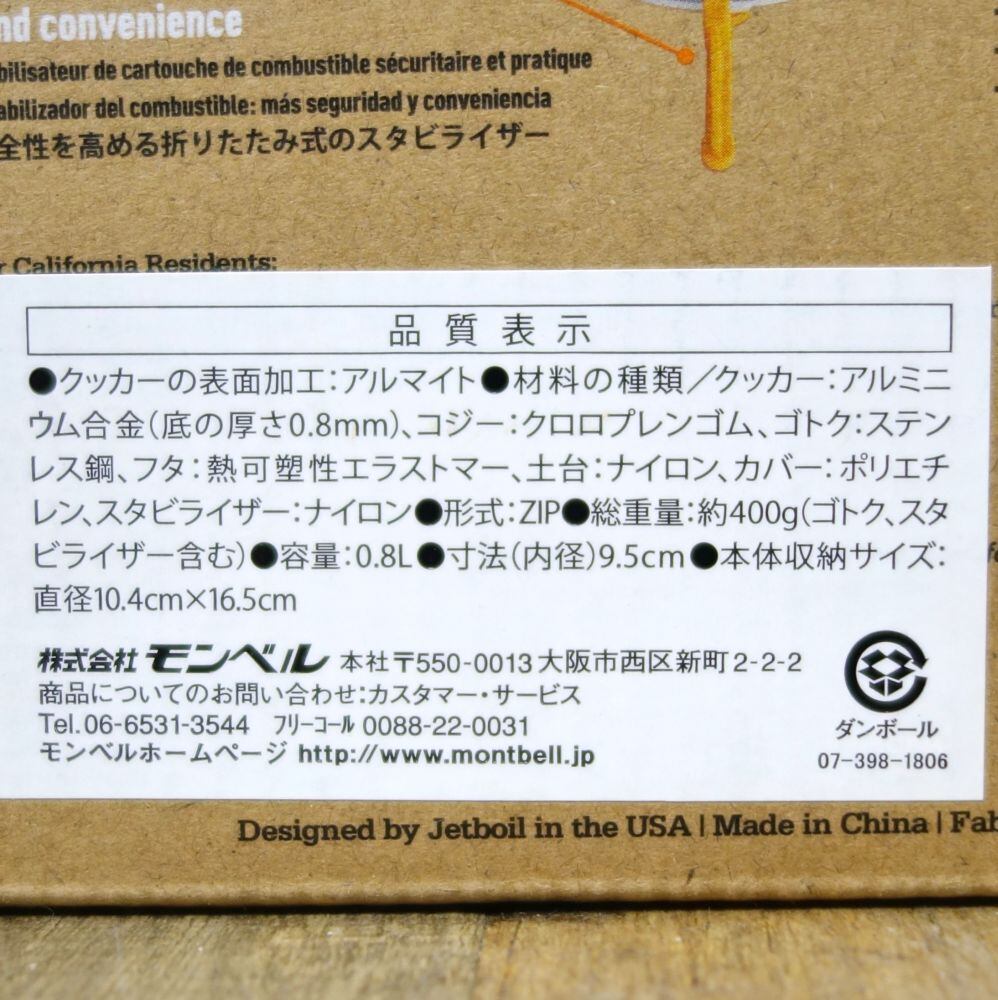 nd convenience
bilisateur de cartouche de combustible sécuritaire et pratique
abilizador del combustible: más seguridad y conveniencia
全性を高める折りたたみ式のスタビライザー
r California Residents:
品質表示
●クッカーの表面加工：アルマイト●材料の種類／クッカー：アルミニ
ウム合金（底の厚さ0.8mm）、コジー：クロロプレンゴム、ゴトク：ステン
レス鋼、フタ：熱可塑性エラストマー、土台：ナイロン、カバー：ポリエチ
レン、スタビライザー：ナイロン●形式：ZIP●総重量：約400g（ゴトク、スタ
ビライザー含む）●容量：0.8L●寸法（内径）9.5cm●本体収納サイズ：
直径10.4cm×16.5cm
株式会社 モンベル 本社〒550-0013大阪市西区新町2-2-2
商品についてのお問い合わせ：カスタマー・サービス
Tel.06-6531-3544 フリーコール 0088-22-0031
モンベルホームページ http://www.montbell.jp
ダンボール
07-398-1806
Designed by Jetboil in the USA | Made in China | Fab